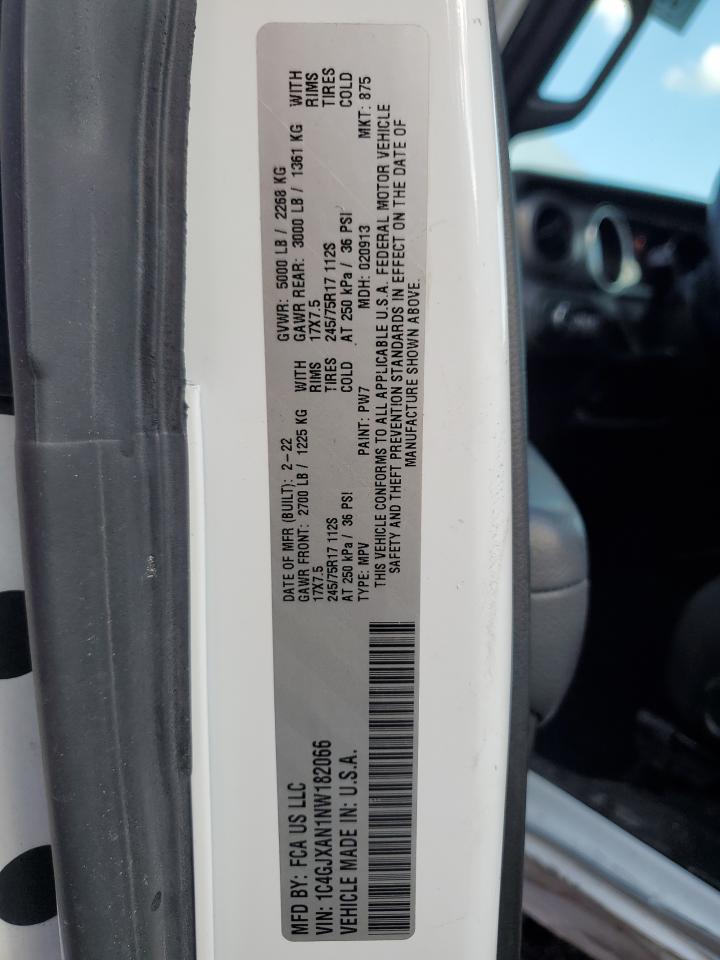 MFD BY: FCA US LLC
VIN: 1C4GJXAN1NW182066
VEHICLE MADE IN: U.S.A.
DATE OF MFR (BUILT): 2-22
GVWR: 5000 LB / 2268 KG
GAWR FRONT: 2700 LB / 1225 KG WITH
GAWR REAR: 3000 LB / 1361 KG WITH
17X7.5 RIMS
17X7.5 RIMS
245/75R17 112S TIRES
245/75R17 112S TIRES
AT 250 kPa / 36 PSI COLD
AT 250 kPa / 36 PSI COLD
TYPE: MPV PAINT: PW7 MDH: 020913 MKT: 875
THIS VEHICLE CONFORMS TO ALL APPLICABLE U.S.A. FEDERAL MOTOR VEHICLE
SAFETY AND THEFT PREVENTION STANDARDS IN EFFECT ON THE DATE OF
MANUFACTURE SHOWN ABOVE.